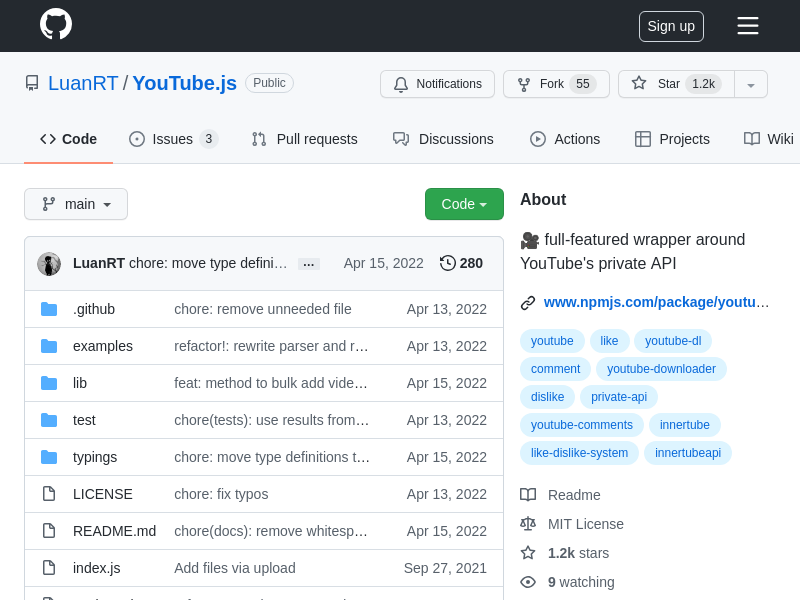 Sign up
LuanRT / YouTube.js Public
Notifications Fork 55 Star 1.2k
Code Issues 3 Pull requests Discussions Actions Projects Wiki
main Code
LuanRT chore: move type defini… ... Apr 15, 2022 280
.github chore: remove unneeded file Apr 13, 2022
examples refactor!: rewrite parser and r… Apr 13, 2022
lib feat: method to bulk add vide… Apr 15, 2022
test chore(tests): use results from… Apr 13, 2022
typings chore: move type definitions t… Apr 15, 2022
LICENSE chore: fix typos Apr 13, 2022
README.md chore(docs): remove whitesp… Apr 15, 2022
index.js Add files via upload Sep 27, 2021
About
🎥 full-featured wrapper around
YouTube's private API
www.npmjs.com/package/youtu…
youtube like youtube-dl
comment youtube-downloader
dislike private-api
youtube-comments innertube
like-dislike-system innertubeapi
Readme
MIT License
1.2k stars
9 watching